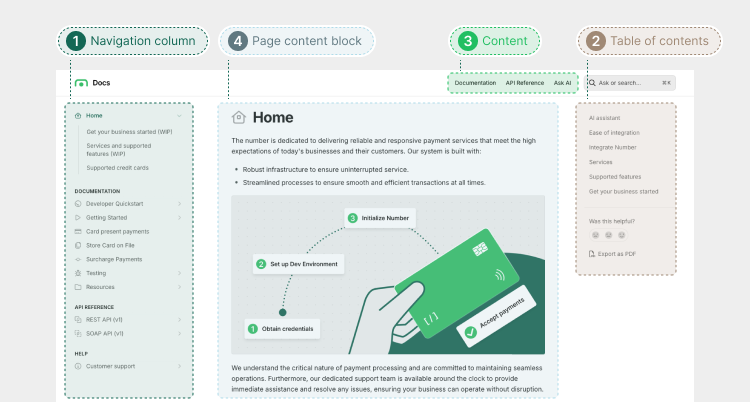 1 Navigation column
4 Page content block
3 Content
2 Table of contents
Docs
Documentation API Reference Ask AI
Ask or search... ⌘K
Home
Get your business started (WIP)
Services and supported
features (WIP)
Supported credit cards
DOCUMENTATION
Developer Quickstart
Getting Started
Card present payments
Store Card on File
Surcharge Payments
Testing
Resources
API REFERENCE
REST API (v1)
SOAP API (v1)
HELP
Customer support
Home
The number is dedicated to delivering reliable and responsive payment services that meet the high
expectations of today's businesses and their customers. Our system is built with:
• Robust infrastructure to ensure uninterrupted service.
• Streamlined processes to ensure smooth and efficient transactions at all times.
3 Initialize Number
2 Set up Dev Environment
1 Obtain credentials
[/]
Accept payments
We understand the critical nature of payment processing and are committed to maintaining seamless
operations. Furthermore, our dedicated support team is available around the clock to provide
immediate assistance and resolve any issues, ensuring your business can operate without disruption.
AI assistant
Ease of integration
Integrate Number
Services
Supported features
Get your business started
Was this helpful?
Export as PDF